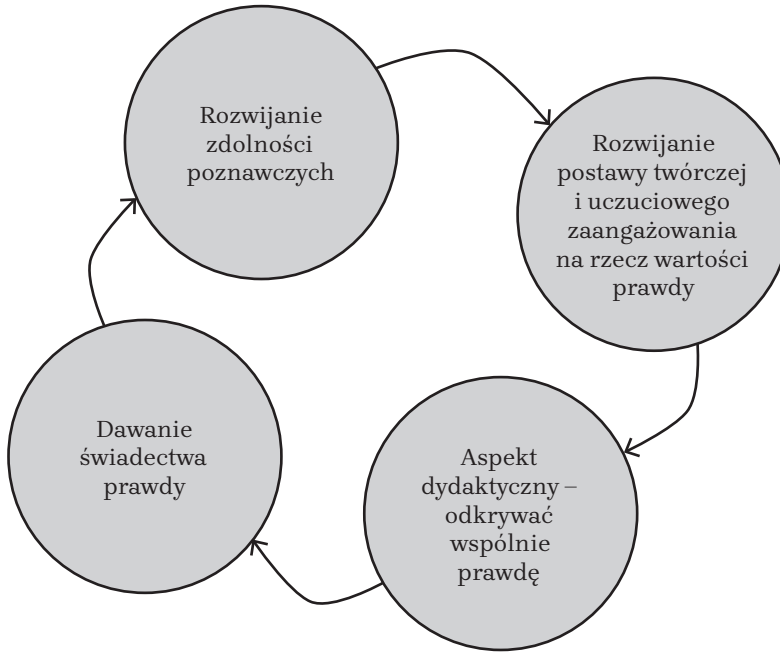 Rozwijanie
zdolności
poznawczych
Rozwijanie
postawy twórczej
i uczuciowego
zaangażowania
na rzecz wartości
prawdy
Aspekt
dydaktyczny –
odkrywać
wspólnie
prawdę
Dawanie
świadectwa
prawdy